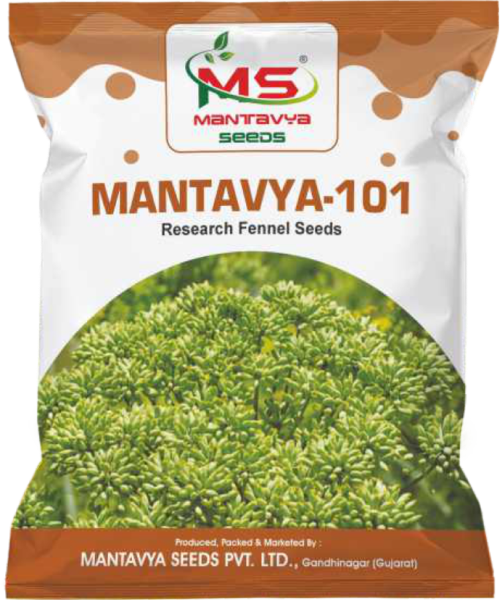 MS®
MANTAVYA
SEEDS
MANTAVYA-101
Research Fennel Seeds
Produced, Packed & Marketed By :
MANTAVYA SEEDS PVT. LTD., Gandhinagar (Gujarat)